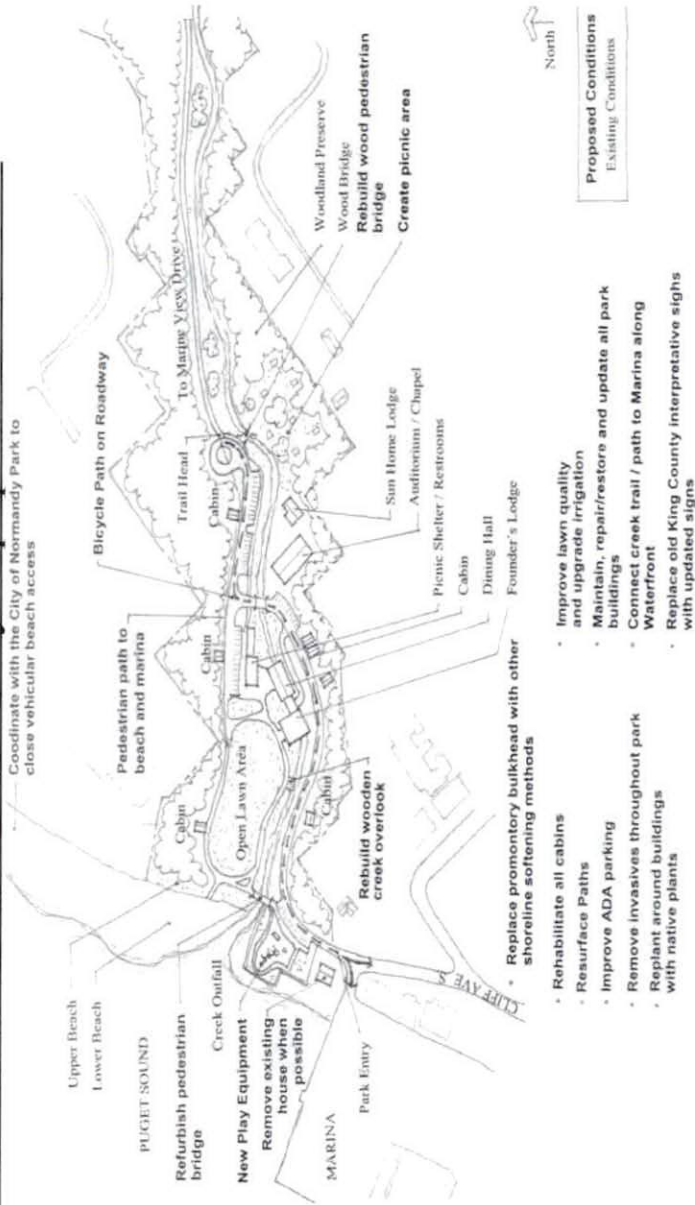 Coodinate with the City of Normandy Park to
close vehicular beach access
Bicycle Path on Roadway
Pedestrian path to
beach and marina
To Marine View Drive
Trail Head
Cabin
Cabin
Cabin
Open Lawn Area
Upper Beach
Lower Beach
PUGET SOUND
Refurbish pedestrian
bridge
Creek Outfall
New Play Equipment
Remove existing
house when
possible
MARINA
Park Entry
CLIFF AVE S.
Rebuild wooden
creek overlook
Cabin
Woodland Preserve
Wood Bridge
Rebuild wood pedestrian
bridge
Create picnic area
Sun Home Lodge
Auditorium / Chapel
Picnic Shelter / Restrooms
Cabin
Dining Hall
Founder's Lodge
• Replace promontory bulkhead with other
shoreline softening methods
• Rehabilitate all cabins
• Resurface Paths
• Improve ADA parking
• Remove invasives throughout park
• Replant around buildings
with native plants
• Improve lawn quality
and upgrade irrigation
• Maintain, repair/restore and update all park
buildings
• Connect creek trail / path to Marina along
Waterfront
• Replace old King County interpretative sighs
with updated signs
North
Proposed Conditions
Existing Conditions